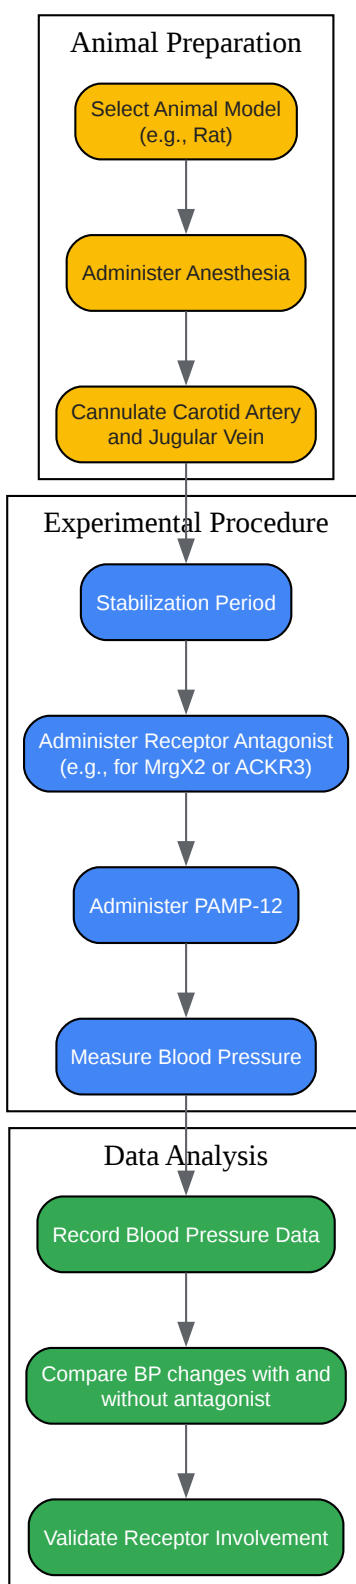 Animal Preparation
Select Animal Model
(e.g., Rat)
Administer Anesthesia
Cannulate Carotid Artery
and Jugular Vein
Experimental Procedure
Stabilization Period
Administer Receptor Antagonist
(e.g., for MrgX2 or ACKR3)
Administer PAMP-12
Measure Blood Pressure
Data Analysis
Record Blood Pressure Data
Compare BP changes with and
without antagonist
Validate Receptor Involvement